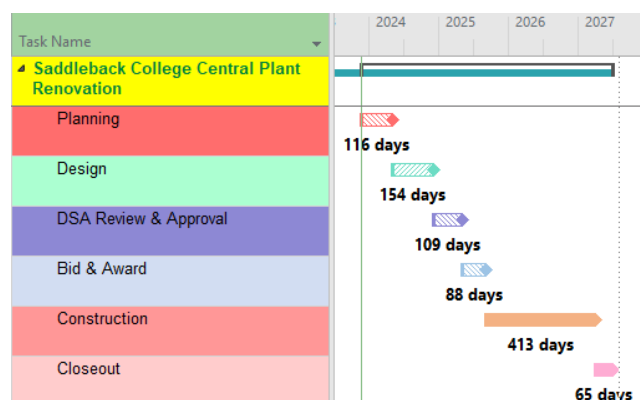 2024 2025 2026 2027
Task Name
Saddleback College Central Plant
Renovation
Planning
116 days
Design
154 days
DSA Review & Approval
109 days
Bid & Award
88 days
Construction
413 days
Closeout
65 days